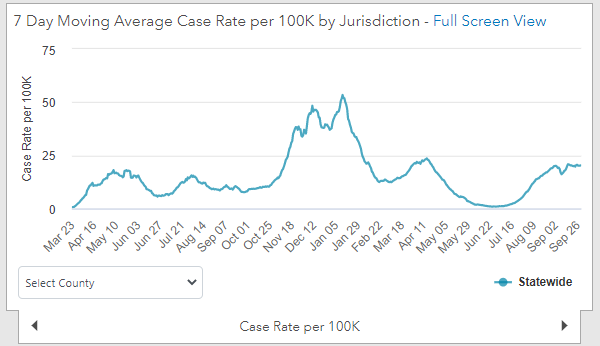 7 Day Moving Average Case Rate per 100K by Jurisdiction - Full Screen View
Case Rate per 100K
75
50
25
0
Mar 23
Apr 16
May 10
Jun 03
Jun 27
Jul 21
Aug 14
Sep 07
Oct 01
Oct 25
Nov 18
Dec 12
Jan 05
Jan 29
Feb 22
Mar 18
Apr 11
May 05
May 29
Jun 22
Jul 16
Aug 09
Sep 02
Sep 26
Select County
Statewide
Case Rate per 100K